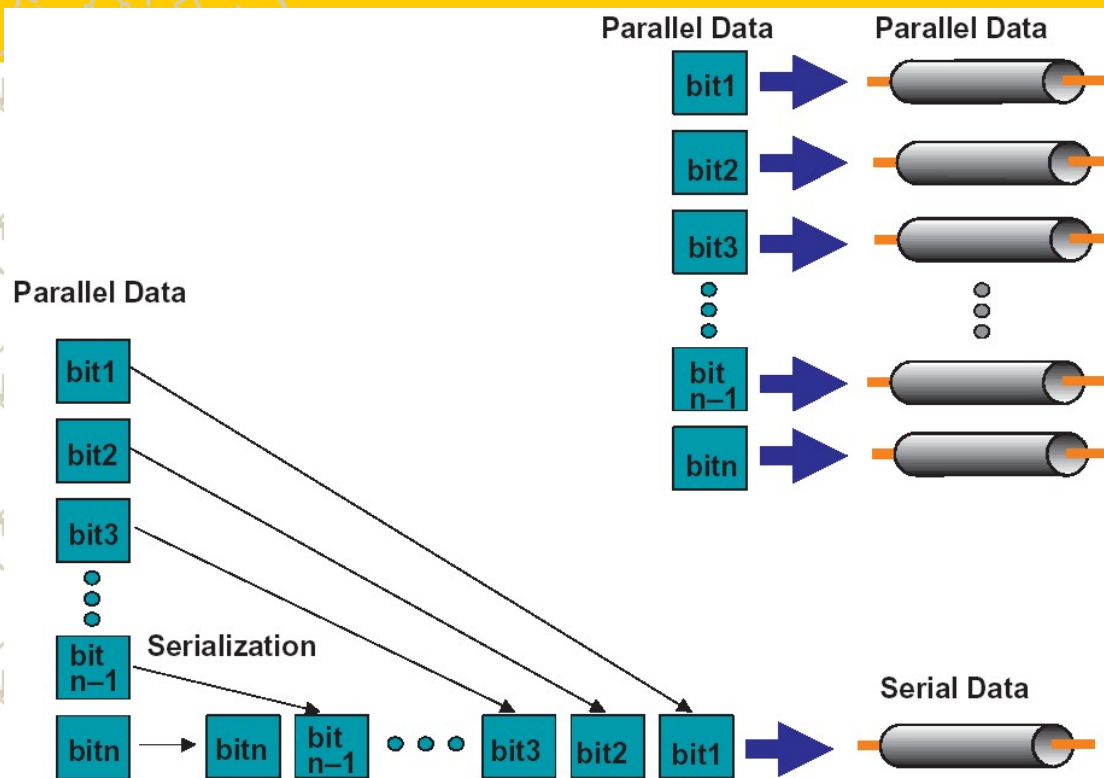 Parallel Data Parallel Data
bit1
bit2
bit3
bit
n–1
bitn
Parallel Data
bit1
bit2
bit3
bit
n–1
Serialization
bitn
bitn
bit
n–1
bit3
bit2
bit1
Serial Data